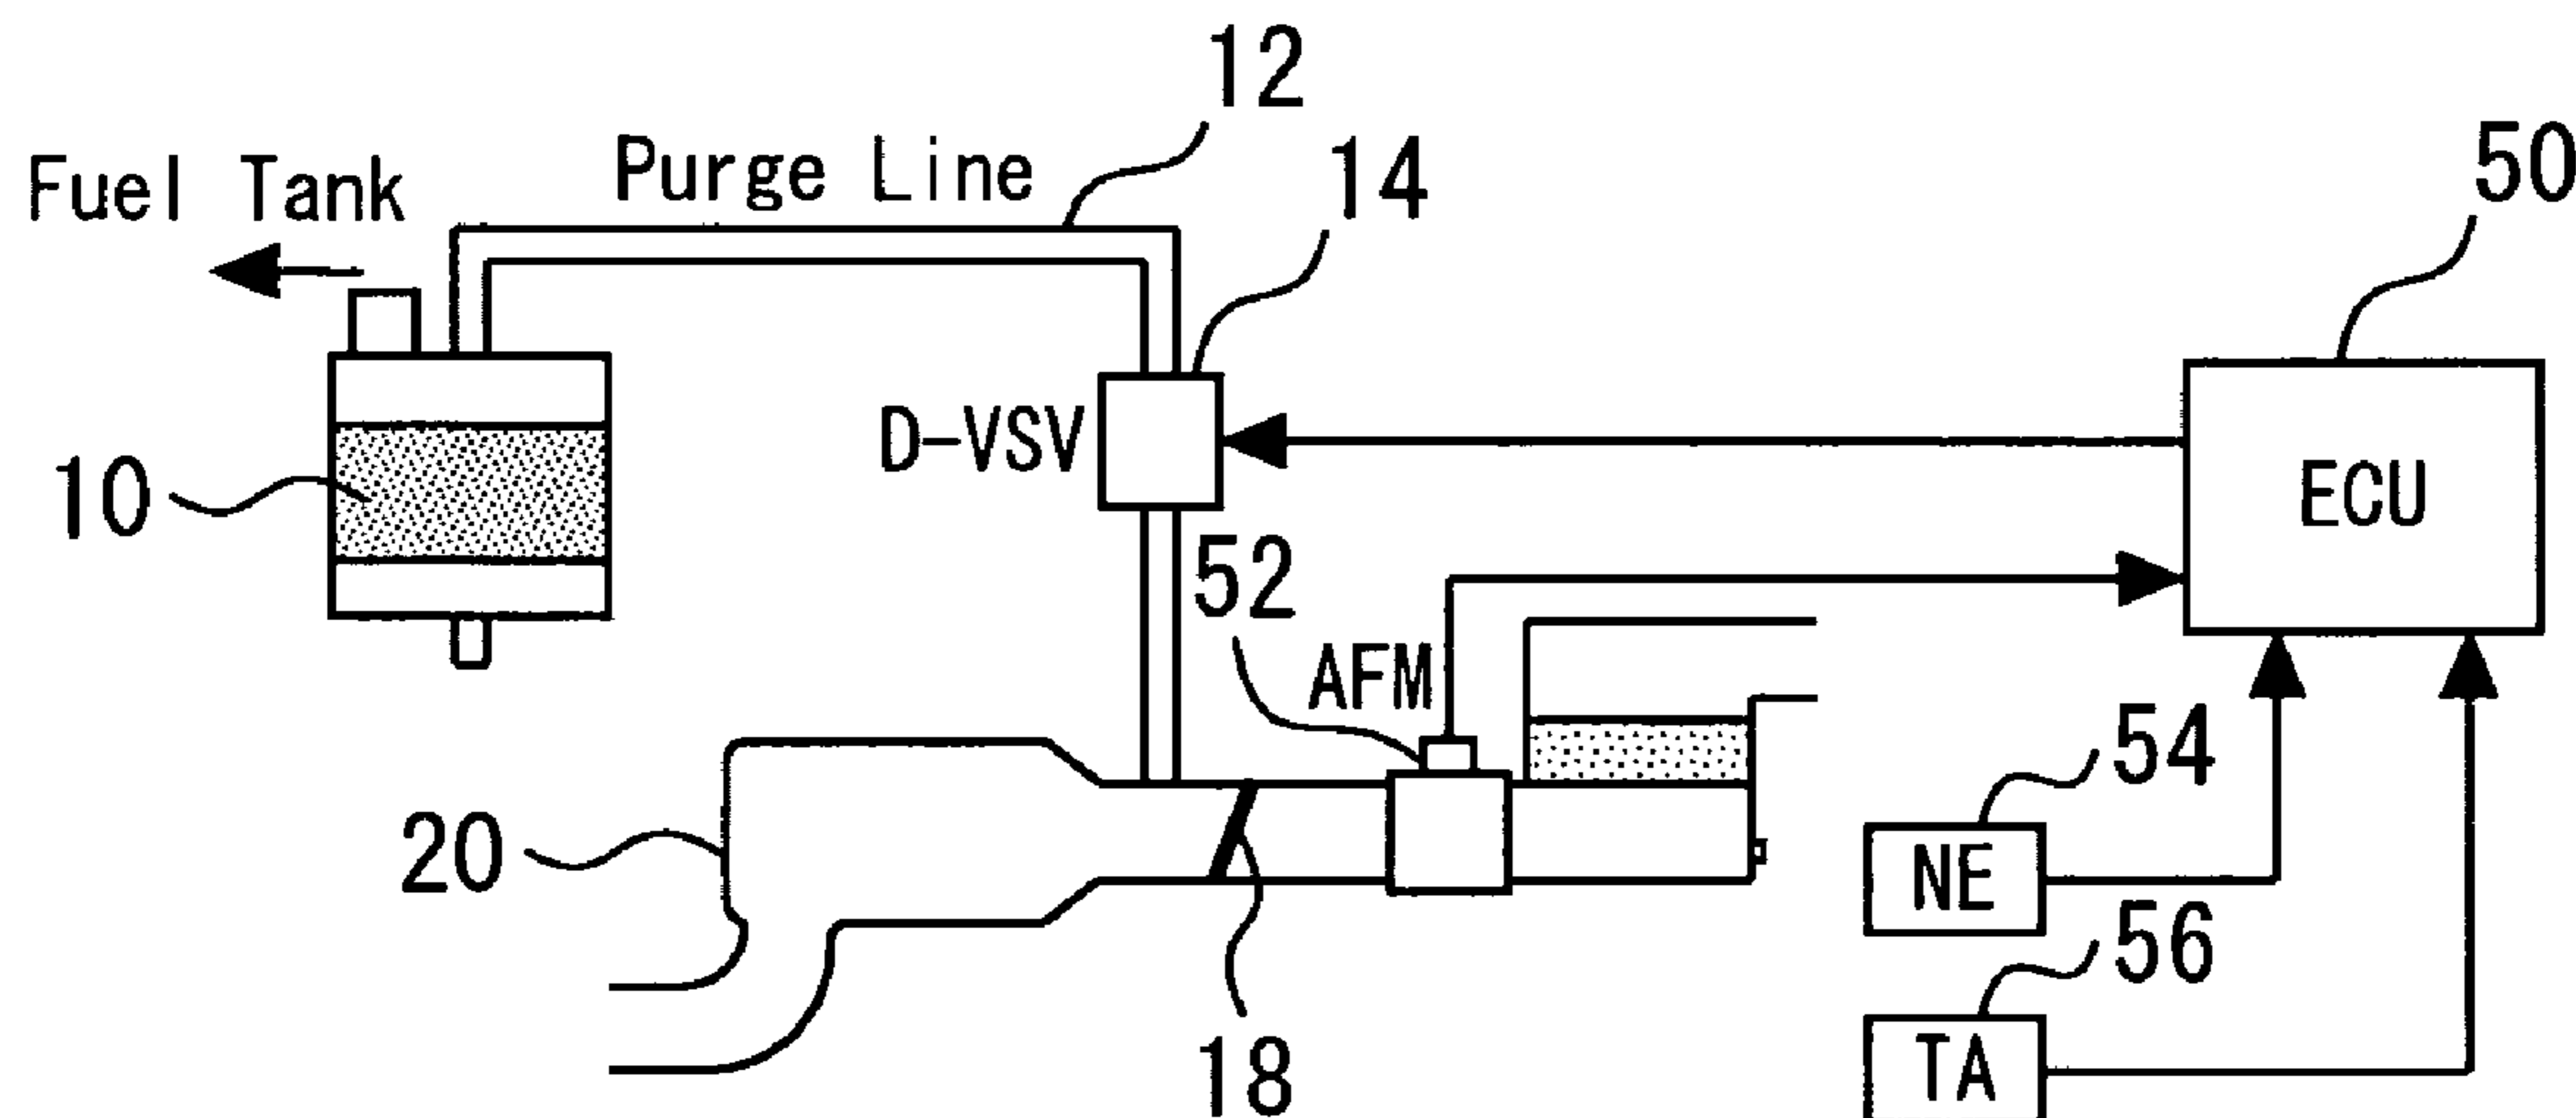 12
Purge Line
14
50
Fuel Tank
D-VSV
ECU
10
52
AFM
54
NE
20
56
TA
18